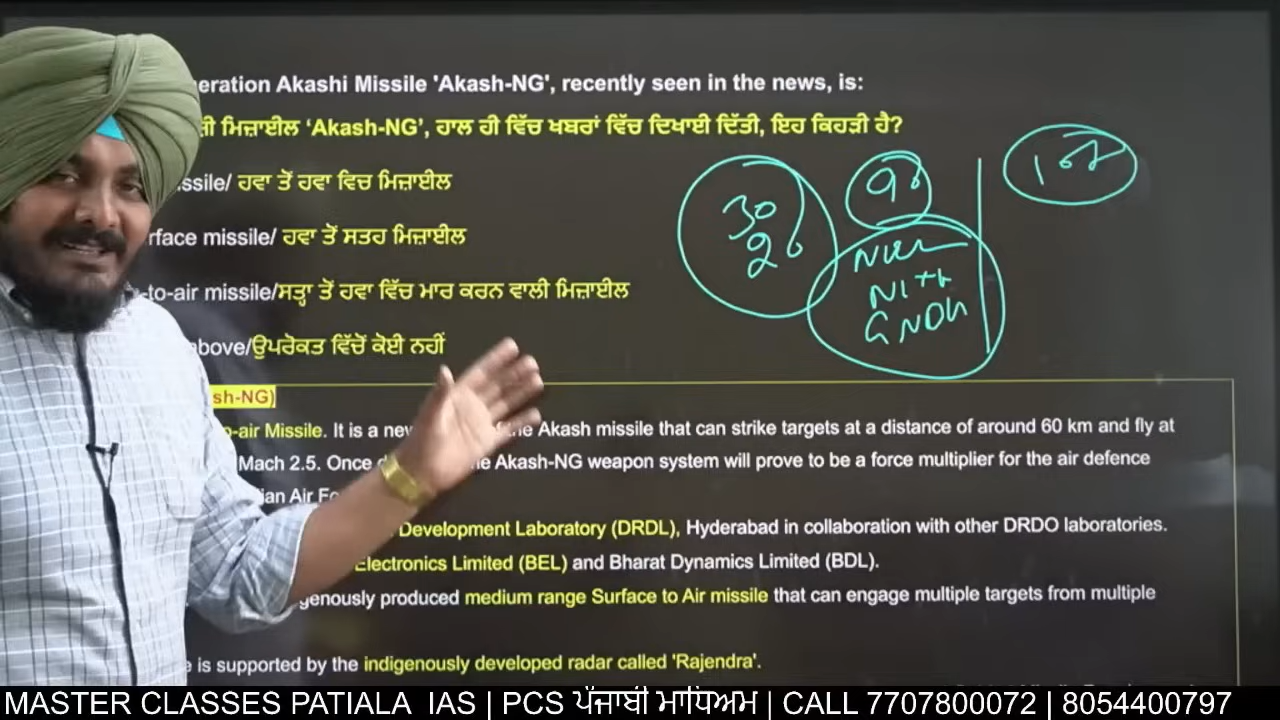 eration Akashi Missile 'Akash-NG', recently seen in the news, is:
ਮਿਜ਼ਾਈਲ ‘Akash-NG’, ਹਾਲ ਹੀ ਵਿੱਚ ਖਬਰਾਂ ਵਿੱਚ ਦਿਖਾਈ ਦਿੱਤੀ, ਇਹ ਕਿਹੜੀ ਹੈ?
ssile/ ਹਵਾ ਤੋਂ ਹਵਾ ਵਿਚ ਮਿਜ਼ਾਈਲ
rface missile/ ਹਵਾ ਤੋਂ ਸਤਹ ਮਿਜ਼ਾਈਲ
-to-air missile/ਸਤ੍ਹਾ ਤੋਂ ਹਵਾ ਵਿੱਚ ਮਾਰ ਕਰਨ ਵਾਲੀ ਮਿਜ਼ਾਈਲ
bove/ਉਪਰੋਕਤ ਵਿੱਚੋਂ ਕੋਈ ਨਹੀਂ
30
sh-NG)
o-air Missile. It is a new the Akash missile that can strike targets at a distance of around 60 km and fly at
Mach 2.5. Once Akash-NG weapon system will prove to be a force multiplier for the air defence
ian Air
Development Laboratory (DRDL), Hyderabad in collaboration with other DRDO laboratories.
Electronics Limited (BEL) and Bharat Dynamics Limited (BDL).
genously produced medium range Surface to Air missile that can engage multiple targets from multiple
is supported by the indigenously developed radar called 'Rajendra'.
MASTER CLASSES PATIALA IAS | PCS ਪੰਜਾਬੀ ਮਾਧਿਅਮ | CALL 7707800072 | 8054400797